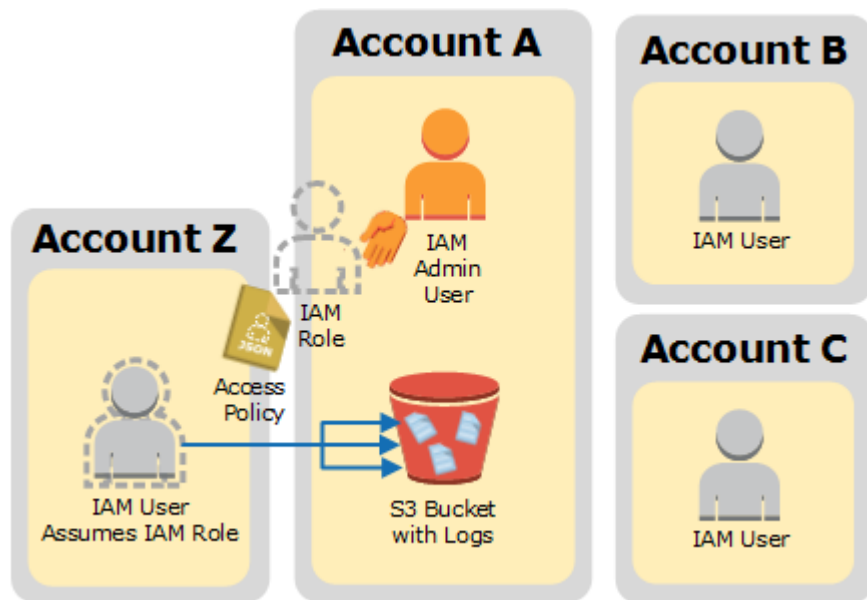 Account A
IAM
Admin
User
IAM
Role
S3 Bucket
with Logs
Account Z
JSON
Access
Policy
IAM User
Assumes IAM Role
Account B
IAM User
Account C
IAM User